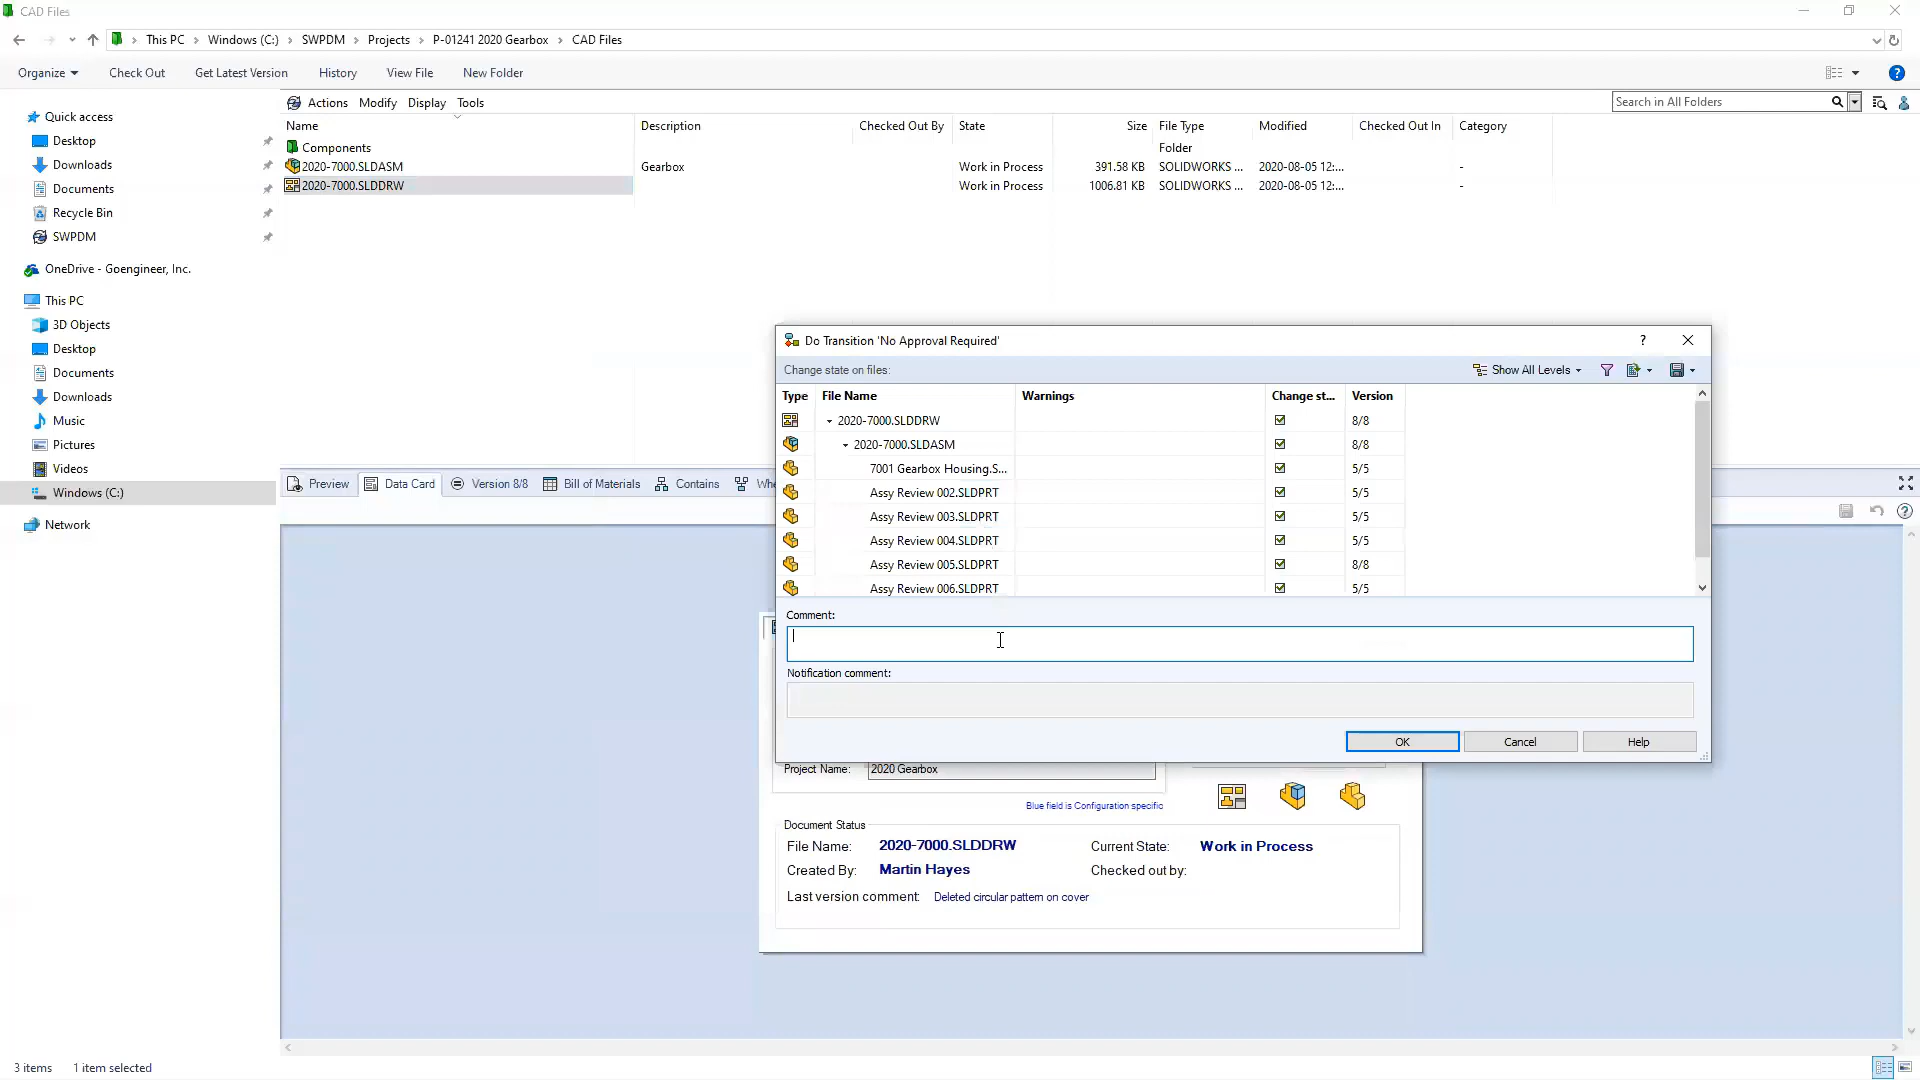 CAD Files
This PC > Windows (C:) > SWPDM > Projects > P-01241 2020 Gearbox > CAD Files
Organize Check Out Get Latest Version History View File New Folder
Actions Modify Display Tools
Search in All Folders
Quick access
Desktop
Downloads
Documents
Recycle Bin
SWPDM
OneDrive - Goengineer, Inc.
This PC
3D Objects
Desktop
Documents
Downloads
Music
Pictures
Videos
Windows (C:)
Network
Name Description Checked Out By State Size File Type Modified Checked Out In Category
Components Folder
2020-7000.SLDASM Gearbox Work in Process 391.58 KB SOLIDWORKS ... 2020-08-05 12:... -
2020-7000.SLDDRW Work in Process 1006.81 KB SOLIDWORKS ... 2020-08-05 12:... -
Preview Data Card Version 8/8 Bill of Materials Contains
Do Transition 'No Approval Required' ?
Change state on files: Show All Levels
Type File Name Warnings Change st... Version
2020-7000.SLDDRW 8/8
2020-7000.SLDASM 8/8
7001 Gearbox Housing.S... 5/5
Assy Review 002.SLDPRT 5/5
Assy Review 003.SLDPRT 5/5
Assy Review 004.SLDPRT 5/5
Assy Review 005.SLDPRT 8/8
Assy Review 006.SLDPRT 5/5
Comment:
Notification comment:
OK Cancel Help
Project Name: 2020 Gearbox
Blue field is Configuration specific
Document Status
File Name: 2020-7000.SLDDRW Current State: Work in Process
Created By: Martin Hayes Checked out by:
Last version comment: Deleted circular pattern on cover
3 items 1 item selected